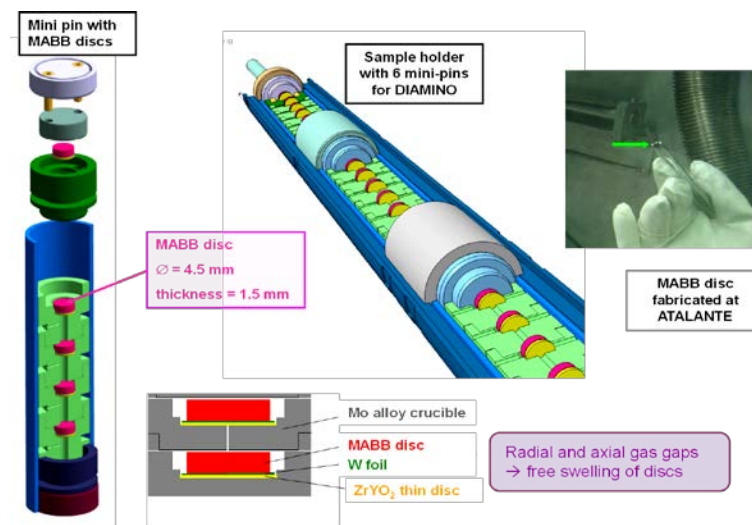 Mini pin with
MABB discs
Sample holder
with 6 mini-pins
for DIAMINO
MABB disc
Ø = 4.5 mm
thickness = 1.5 mm
MABB disc
fabricated at
ATALANTE
Mo alloy crucible
MABB disc
W foil
ZrYO₂ thin disc
Radial and axial gas gaps
→ free swelling of discs